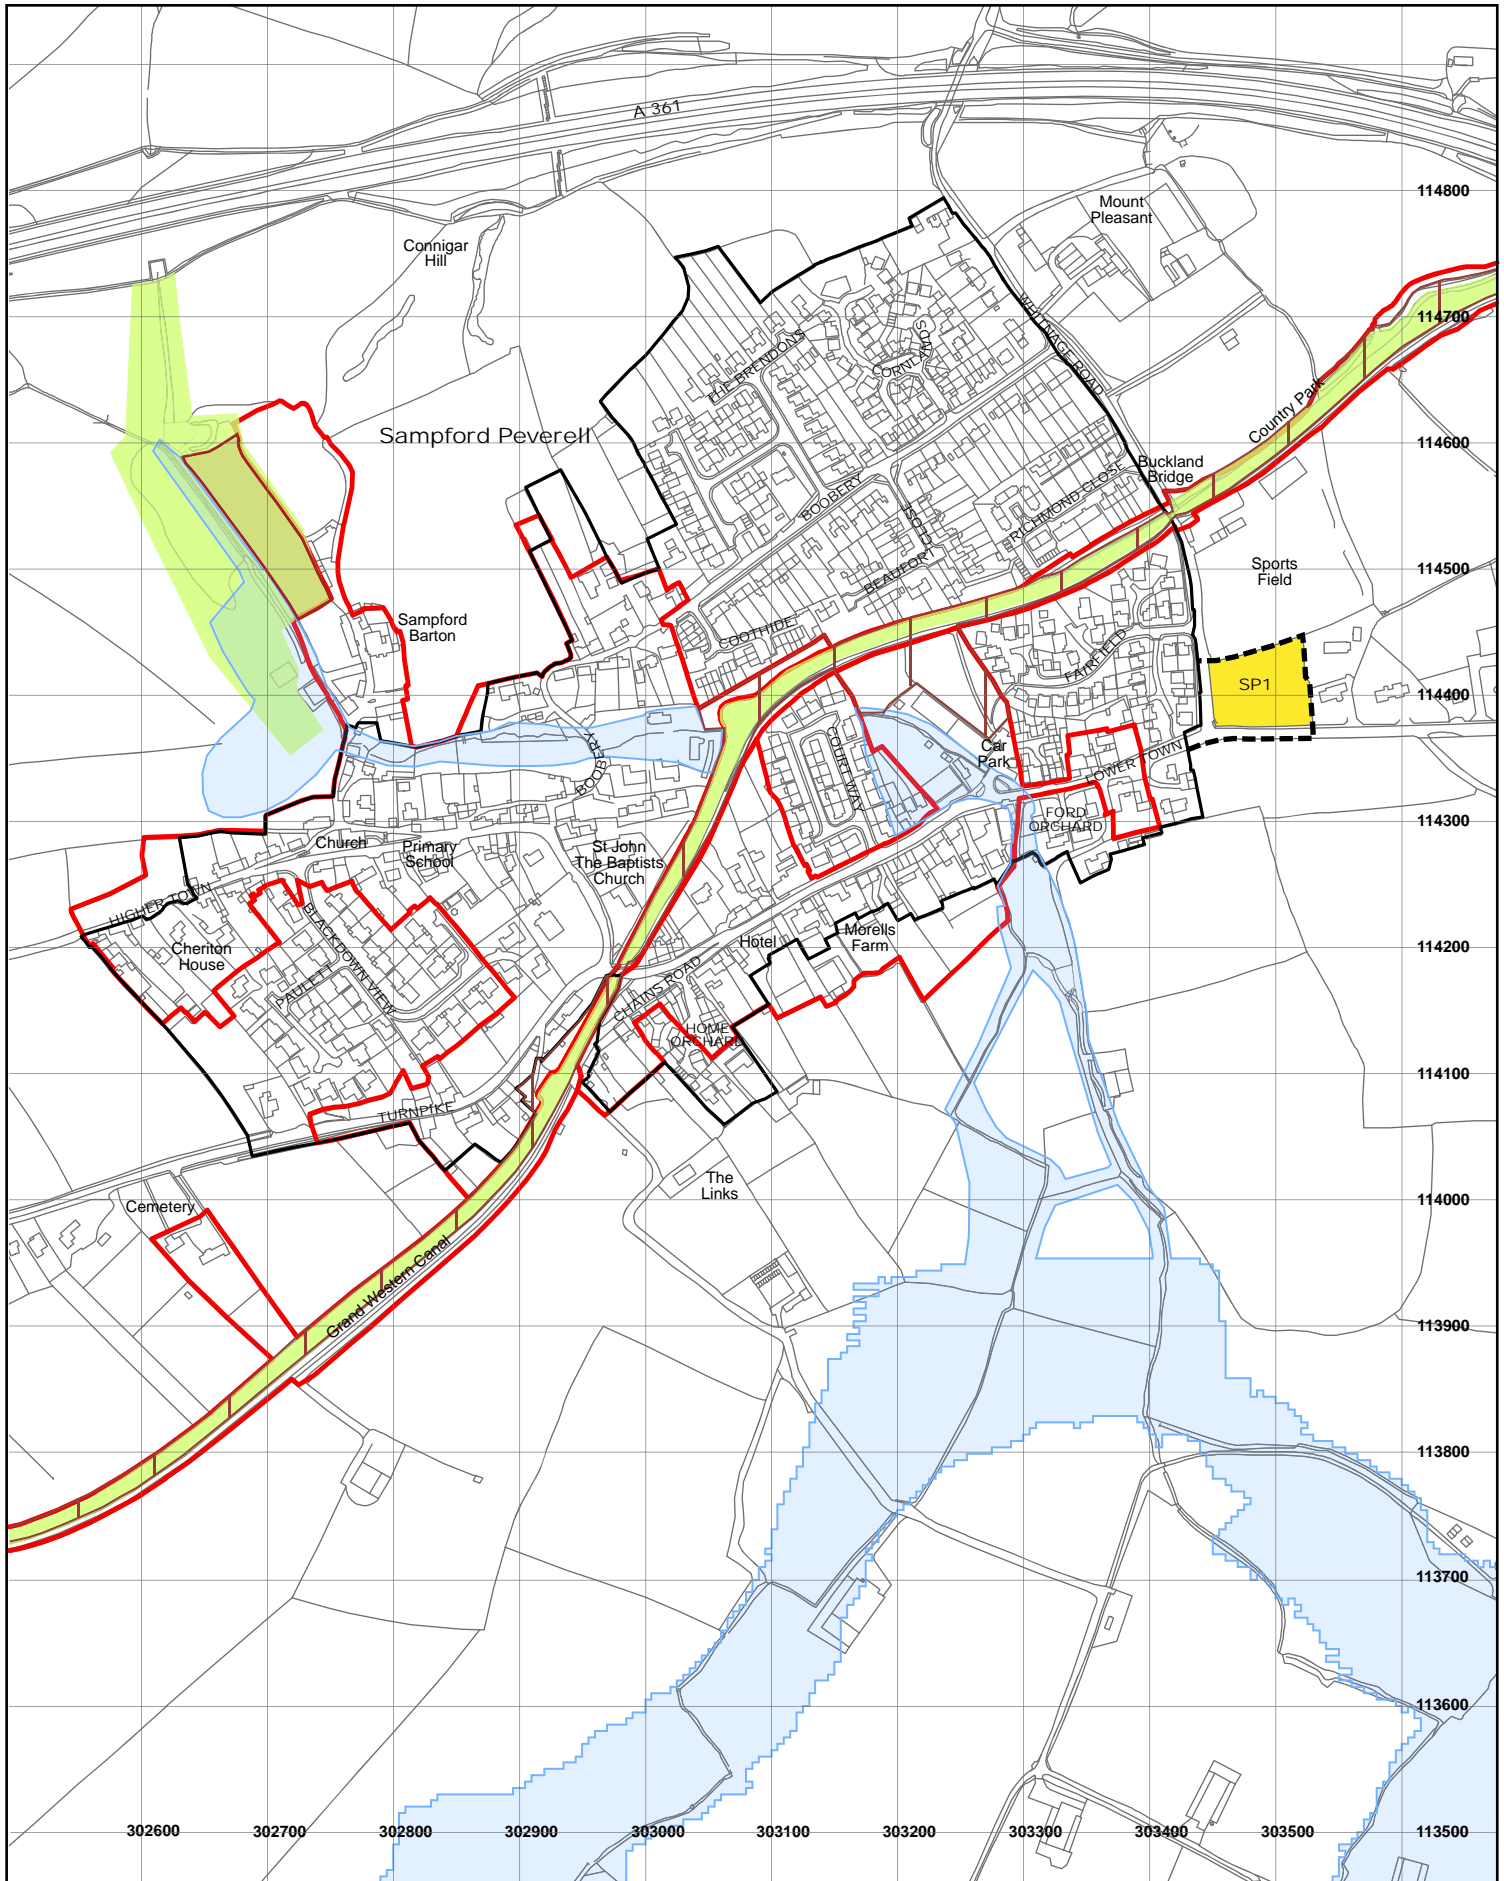 A 361
114800
Mount
Pleasant
Connigar
Hill
114700
WHITNAGE ROAD
CORNLANDS
THE BRENDONS
Country Park
Sampford Peverell
114600
Buckland
Bridge
RICHMOND CLOSE
BOOBERY
BEAUFORT CLOSE
Sports
Field
114500
Sampford
Barton
COOTHIDE
FAIRFIELD
SP1
114400
Car
Park
LOWER TOWN
COURT WAY
BOOBERY
FORD
ORCHARD
114300
Church
Primary
School
St John
The Baptists
Church
HIGHER TOWN
Cheriton
House
BLACKDOWN VIEW
PAULETT
Hotel
Morells
Farm
114200
CHAINS ROAD
HOME
ORCHARD
114100
TURNPIKE
The
Links
Cemetery
114000
Grand Western Canal
113900
113800
113700
113600
302600
302700
302800
302900
303000
303100
303200
303300
303400
303500
113500